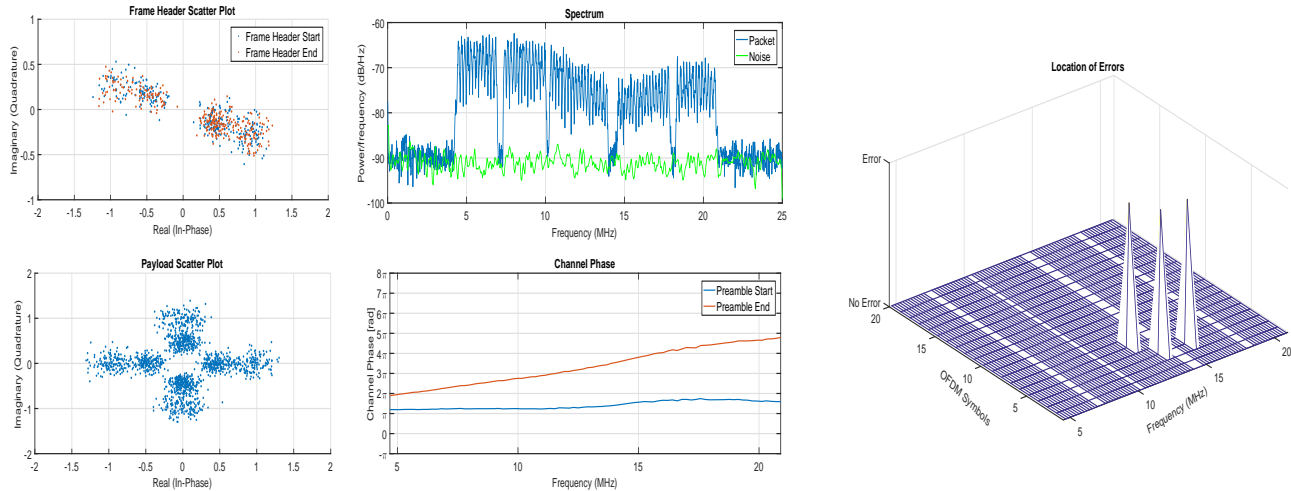 Frame Header Scatter Plot
Imaginary (Quadrature)
1
0.5
0
0.5
-1
Frame Header Start
Frame Header End
-2 -1.5 -1 -0.5 0 0.5 1 1.5 2
Real (In-Phase)
Spectrum
Power/frequency (dB/Hz)
-60
-70
-80
-90
-100
Packet
Noise
0 5 10 15 20 25
Frequency (MHz)
Payload Scatter Plot
Imaginary (Quadrature)
2
1
0
-1
-2
-2 -1.5 -1 -0.5 0 0.5 1 1.5 2
Real (In-Phase)
Channel Phase
Channel Phase [rad]
8π
7π
6π
5π
4π
3π
2π
π
0
-π
Preamble Start
Preamble End
5 10 15 20
Frequency (MHz)
Location of Errors
Error
No Error
20
15
10
5
OFDM Symbols
5
10
15
20
Frequency (MHz)